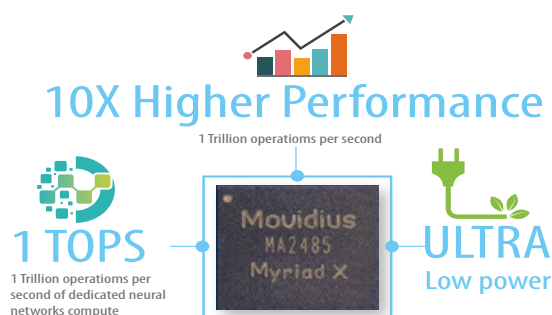 10X Higher Performance
1 Trillion operatioms per second
1 TOPS
1 Trillion operatioms per
second of dedicated neural
networks compute
Movidius
MA2485
Myriad X
ULTRA
Low power